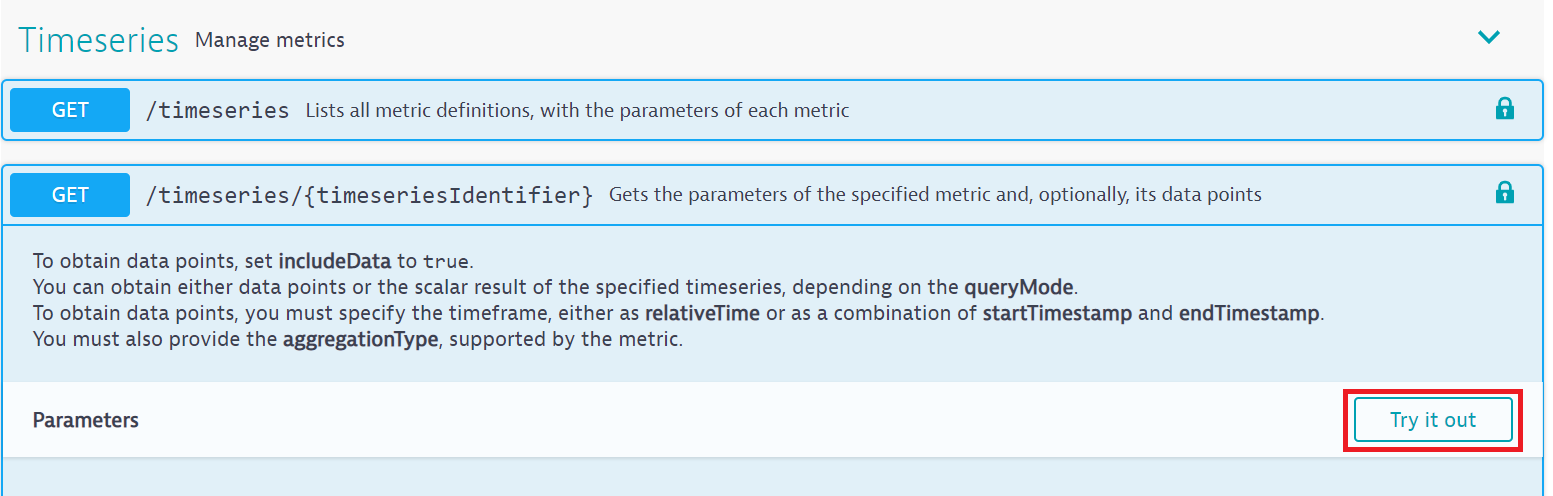 Timeseries Manage metrics
GET /timeseries Lists all metric definitions, with the parameters of each metric
GET /timeseries/{timeseriesIdentifier} Gets the parameters of the specified metric and, optionally, its data points
To obtain data points, set includeData to true.
You can obtain either data points or the scalar result of the specified timeseries, depending on the queryMode.
To obtain data points, you must specify the timeframe, either as relativeTime or as a combination of startTimestamp and endTimestamp.
You must also provide the aggregationType, supported by the metric.
Parameters Try it out